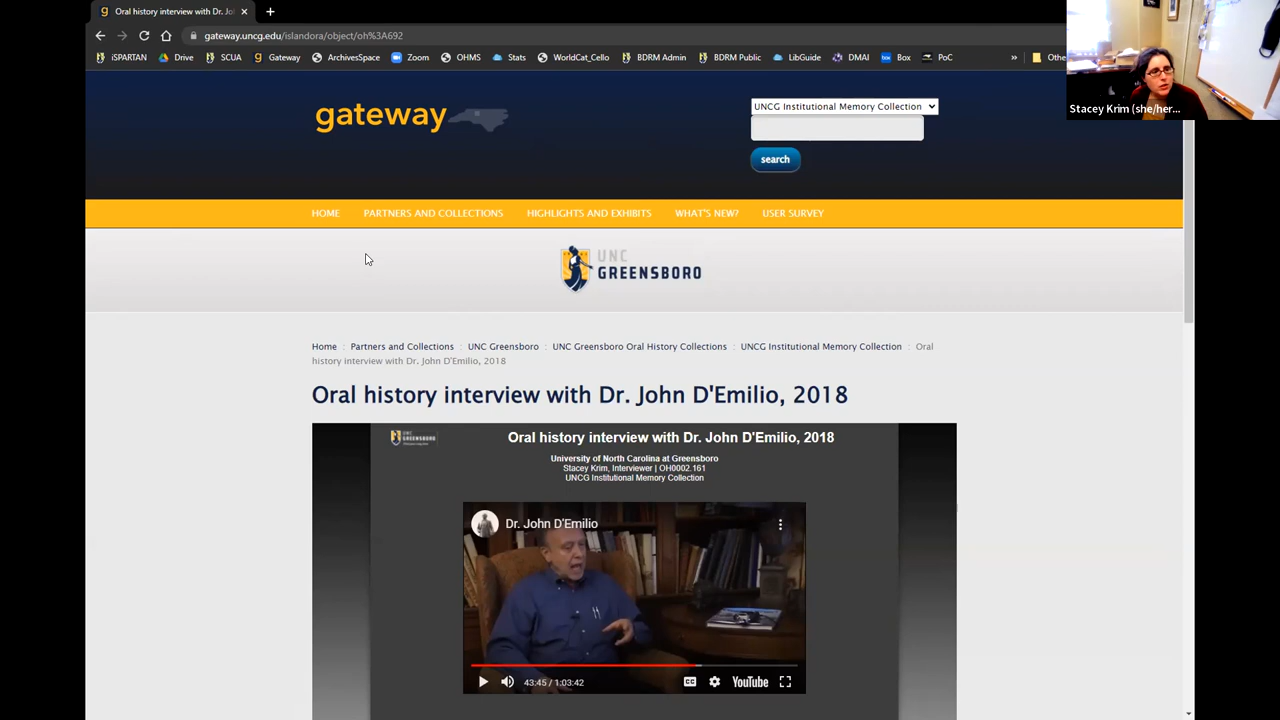 Oral history interview with Dr. Jol
gateway.uncg.edu/islandora/object/oh%3A692
iSPARTAN Drive SCUA Gateway ArchivesSpace Zoom OHMS Stats WorldCat_Cello BDRM Admin BDRM Public LibGuide DMAI Box PoC » Othe
Stacey Krim (she/her...
gateway
UNCG Institutional Memory Collection
search
HOME PARTNERS AND COLLECTIONS HIGHLIGHTS AND EXHIBITS WHAT'S NEW? USER SURVEY
UNC
GREENSBORO
Home : Partners and Collections : UNC Greensboro : UNC Greensboro Oral History Collections : UNCG Institutional Memory Collection : Oral
history interview with Dr. John D'Emilio, 2018
Oral history interview with Dr. John D'Emilio, 2018
UNC
GREENSBORO
Oral history interview with Dr. John D'Emilio, 2018
University of North Carolina at Greensboro
Stacey Krim, Interviewer | OH0002.161
UNCG Institutional Memory Collection
Dr. John D'Emilio
43:45 / 1:03:42
CC
YouTube